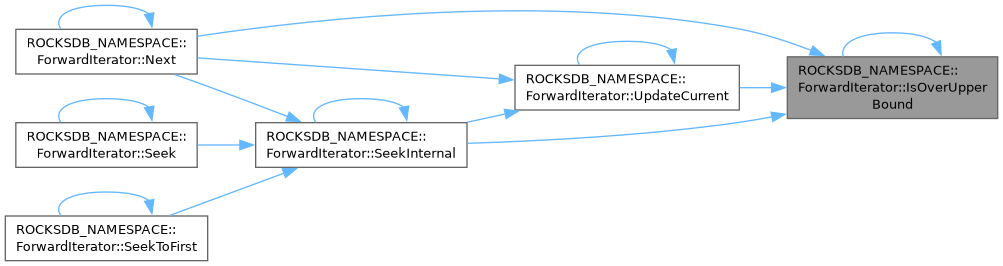 ROCKSDB_NAMESPACE::
ForwardIterator::Next
ROCKSDB_NAMESPACE::
ForwardIterator::Seek
ROCKSDB_NAMESPACE::
ForwardIterator::SeekToFirst
ROCKSDB_NAMESPACE::
ForwardIterator::SeekInternal
ROCKSDB_NAMESPACE::
ForwardIterator::UpdateCurrent
ROCKSDB_NAMESPACE::
ForwardIterator::IsOverUpper
Bound